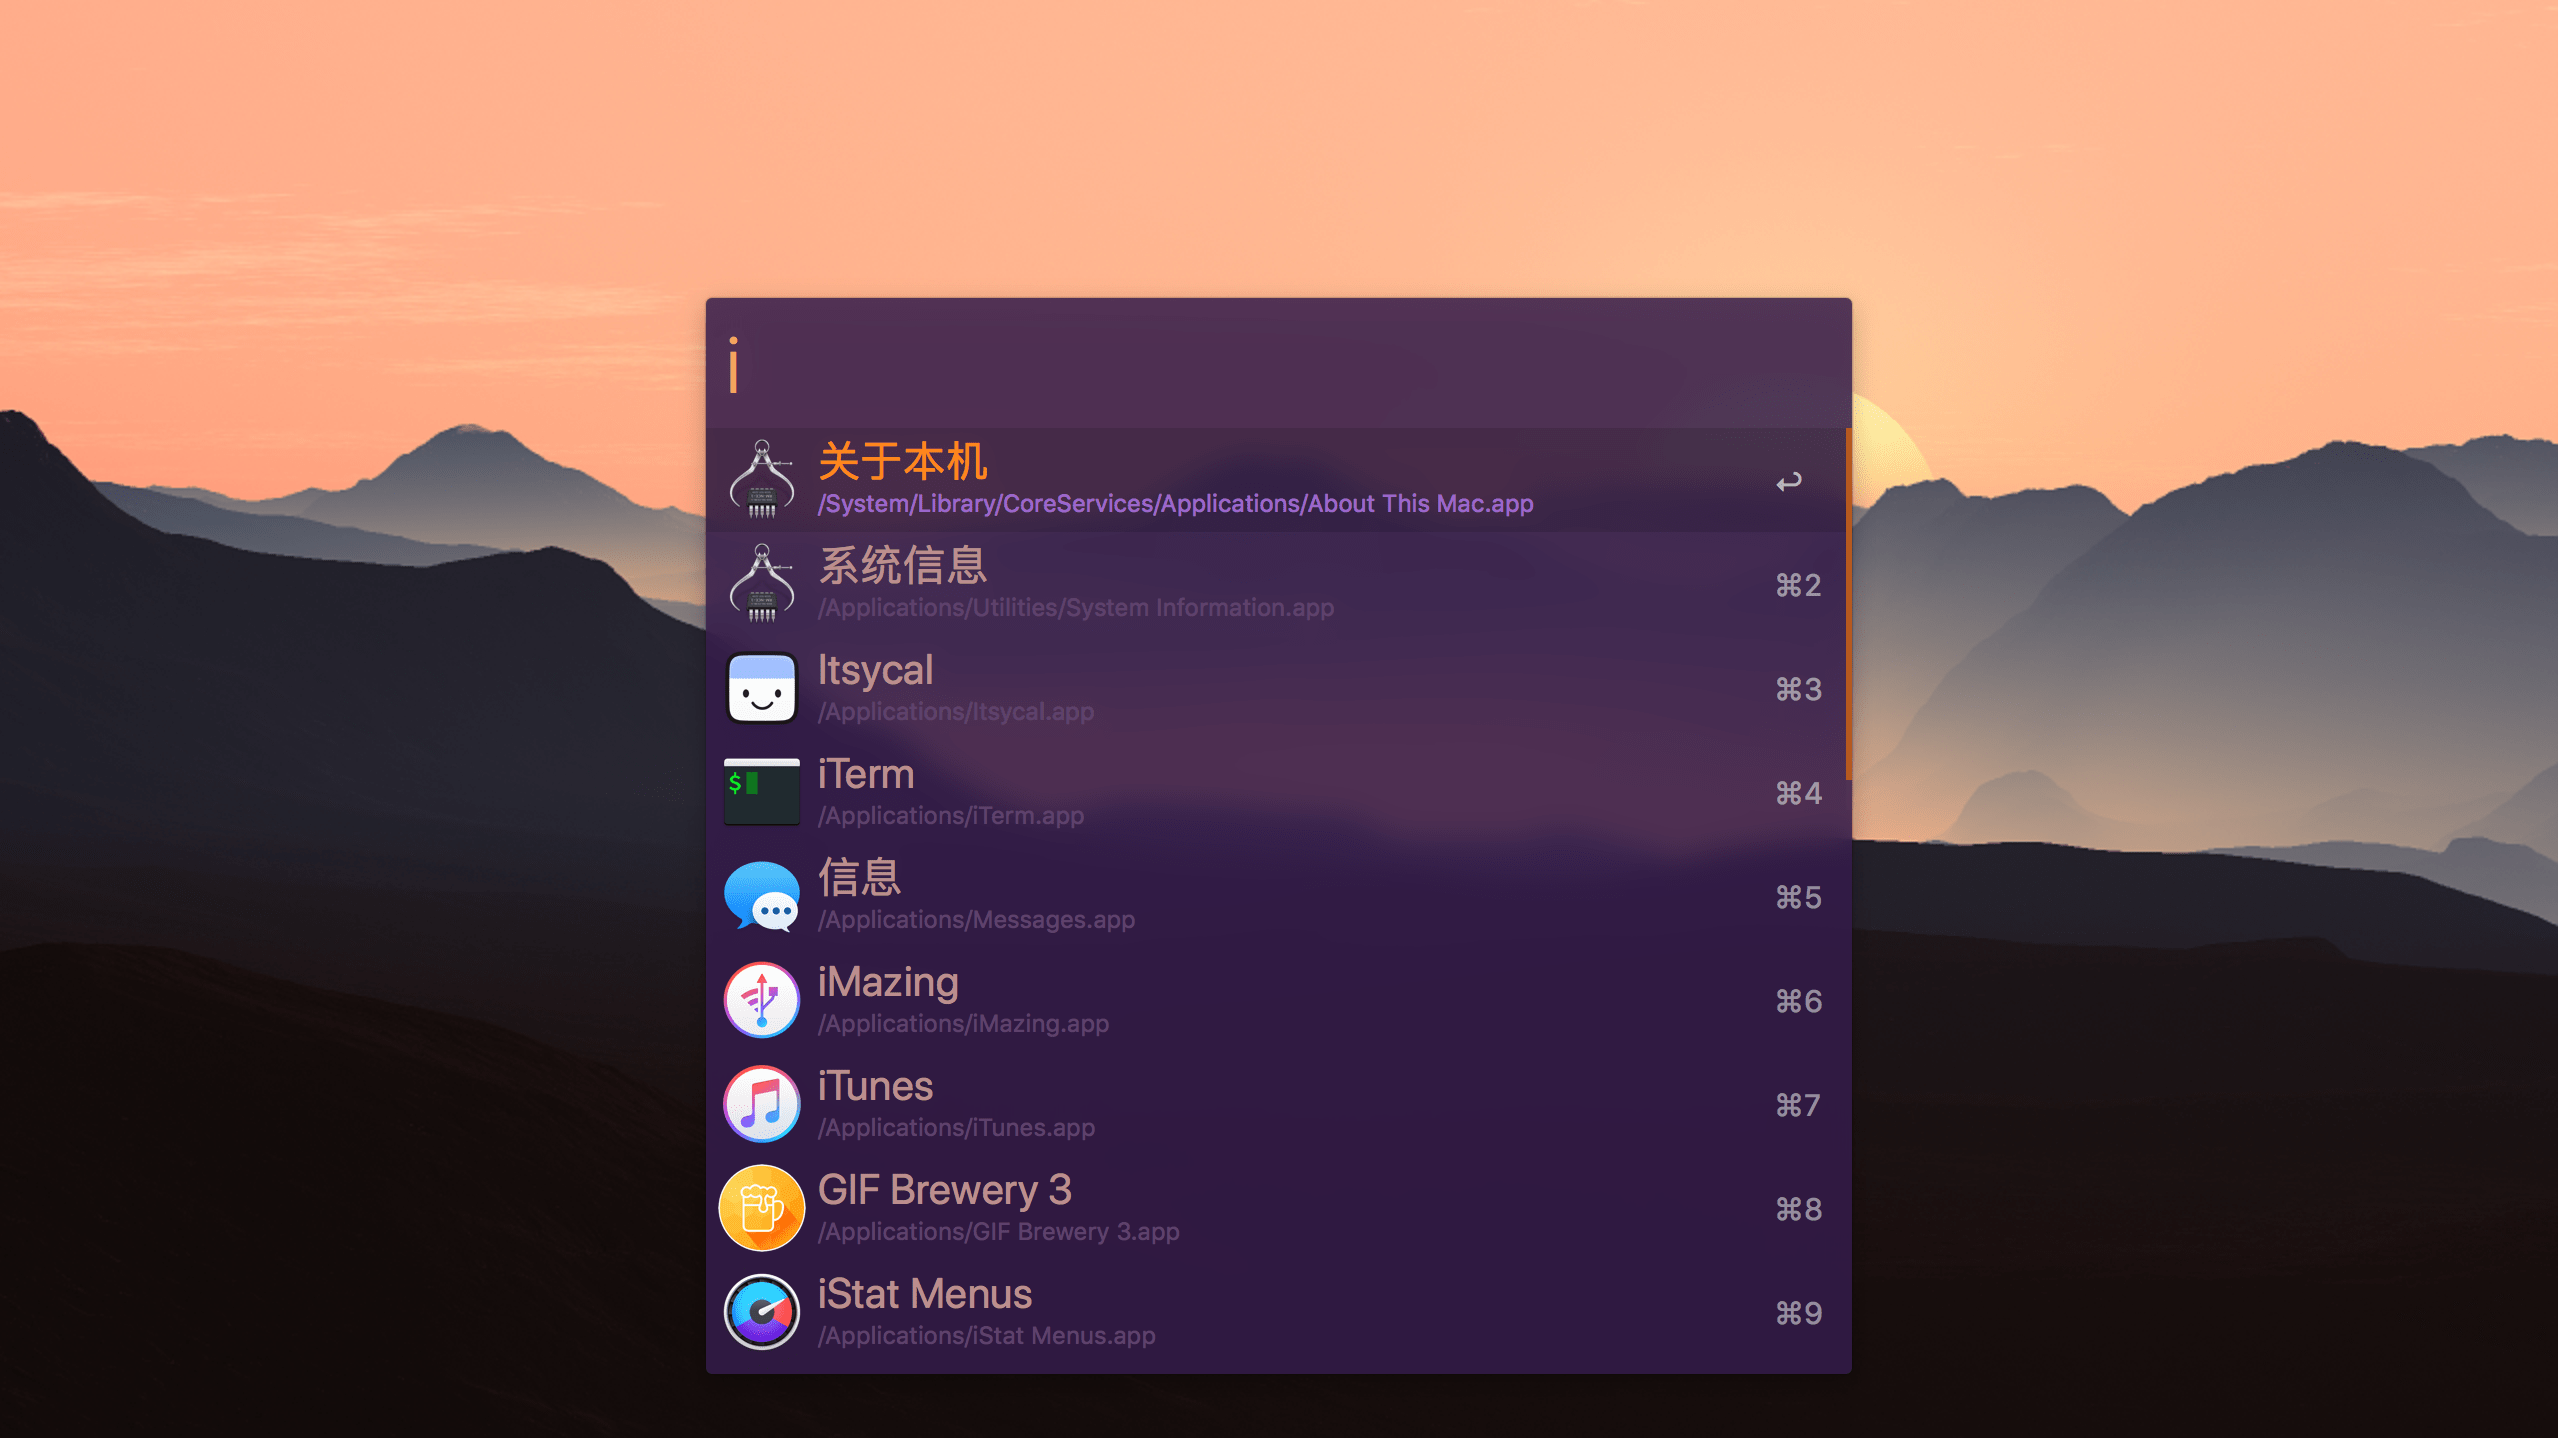 i
关于本机
/System/Library/CoreServices/Applications/About This Mac.app
↩
系统信息
/Applications/Utilities/System Information.app
⌘2
Itsycal
/Applications/Itsycal.app
⌘3
$
iTerm
/Applications/iTerm.app
⌘4
信息
/Applications/Messages.app
⌘5
iMazing
/Applications/iMazing.app
⌘6
iTunes
/Applications/iTunes.app
⌘7
GIF Brewery 3
/Applications/GIF Brewery 3.app
⌘8
iStat Menus
/Applications/iStat Menus.app
⌘9